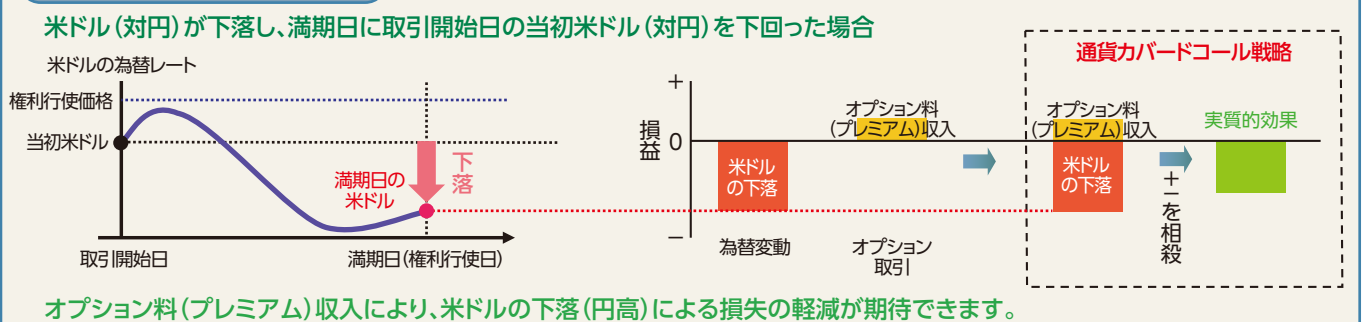 米ドル(対円)が下落し、満期日に取引開始日の当初米ドル(対円)を下回った場合
米ドルの為替レート
権利行使価格
当初米ドル
満期日の
米ドル
下落
取引開始日
満期日(権利行使日)
損益
+
0
−
米ドル
の下落
オプション料
(プレミアム)収入
為替変動
オプション
取引
通貨カバードコール戦略
オプション料
(プレミアム)収入
米ドル
の下落
+−を相殺
実質的効果
オプション料(プレミアム)収入により、米ドルの下落(円高)による損失の軽減が期待できます。